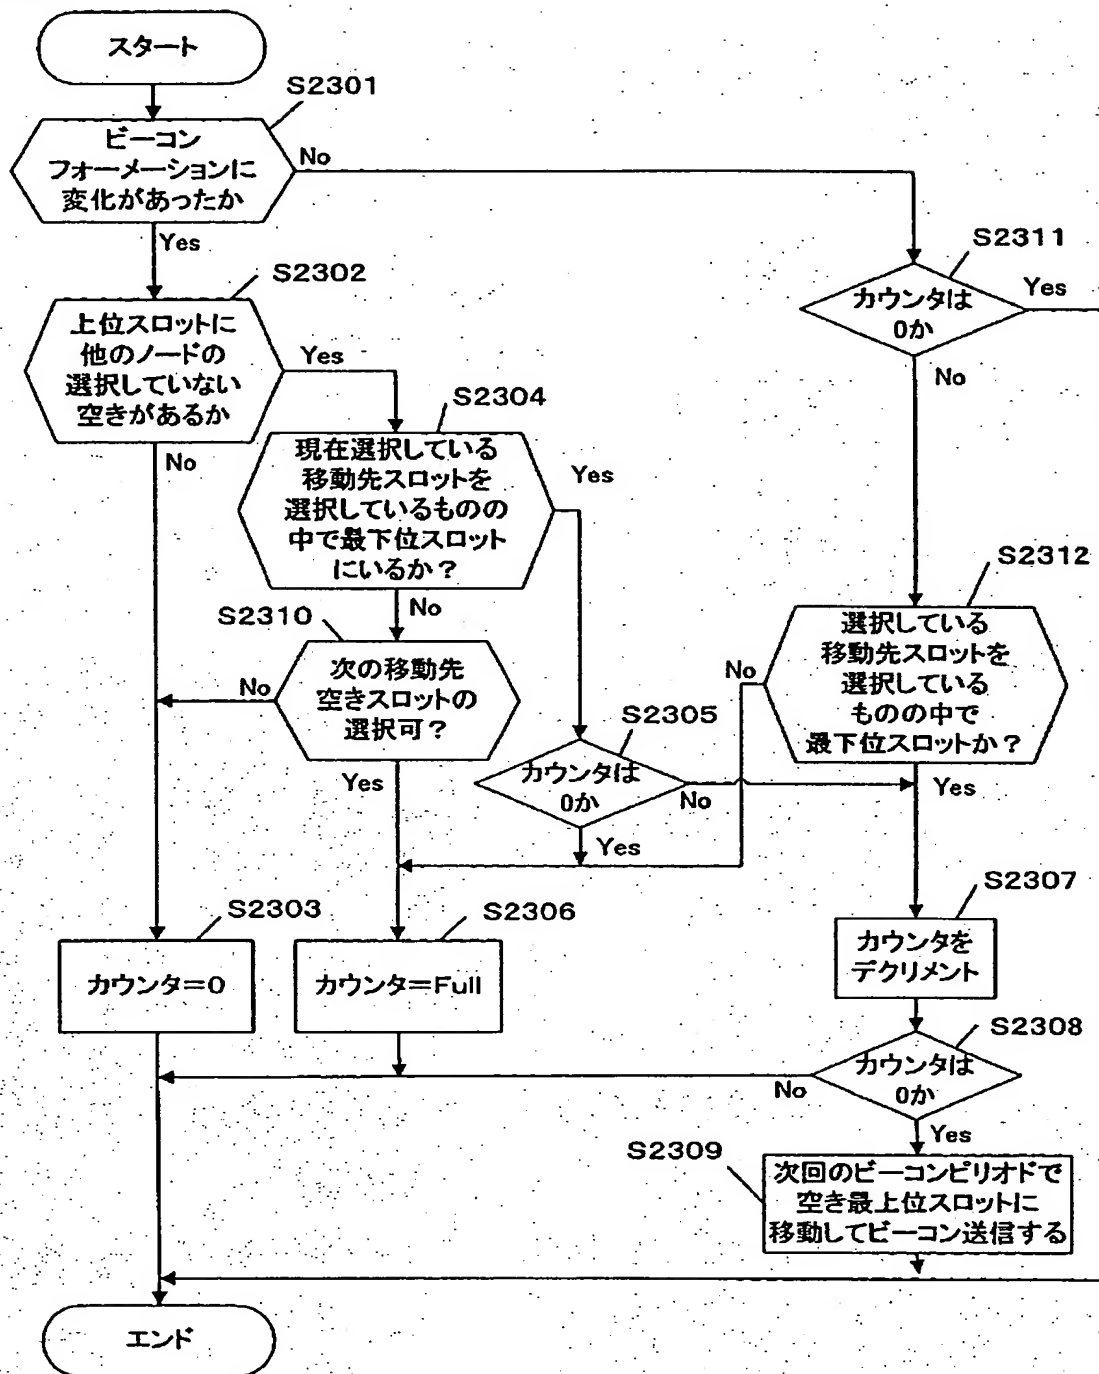 スタート
S2301
ビーコン
フォーメーションに
変化があったか
No
Yes
S2302
上位スロットに
他のノードの
選択していない
空きがあるか
Yes
No
S2311
カウンタは
0か
Yes
No
S2304
現在選択している
移動先スロットを
選択しているものの
中で最下位スロット
にいるか？
Yes
No
S2310
次の移動先
空きスロットの
選択可？
No
Yes
S2305
カウンタは
0か
No
Yes
S2312
選択している
移動先スロットを
選択している
ものの中で
最下位スロットか？
No
Yes
S2303
カウンタ＝0
S2306
カウンタ＝Full
S2307
カウンタを
デクリメント
S2308
カウンタは
0か
No
Yes
S2309
次回のビーコンピリオドで
空き最上位スロットに
移動してビーコン送信する
エンド